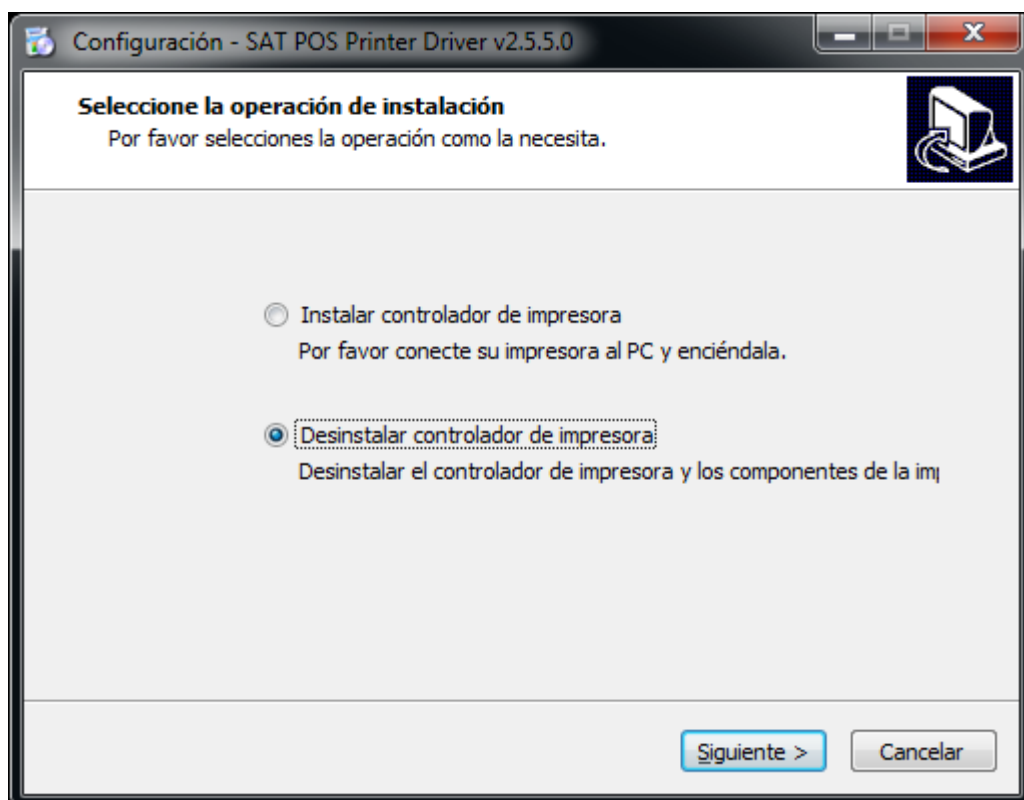 Configuración - SAT POS Printer Driver v2.5.5.0
Seleccione la operación de instalación
Por favor selecciones la operación como la necesita.
Instalar controlador de impresora
Por favor conecte su impresora al PC y enciéndala.
Desinstalar controlador de impresora
Desinstalar el controlador de impresora y los componentes de la
Siguiente >
Cancelar